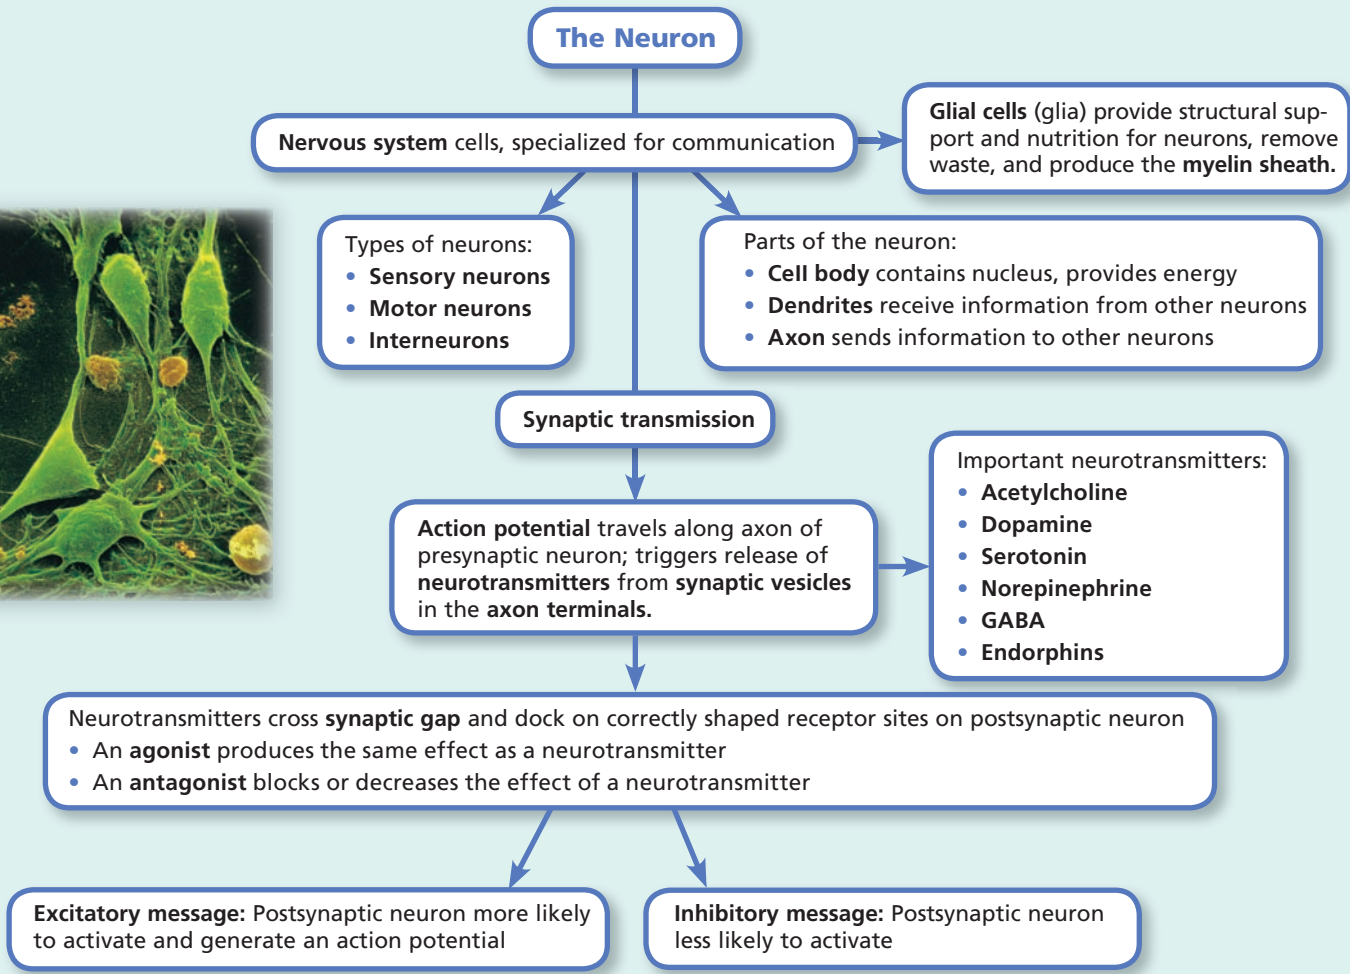 The Neuron
Nervous system cells, specialized for communication
Glial cells (glia) provide structural sup-
port and nutrition for neurons, remove
waste, and produce the myelin sheath.
Types of neurons:
• Sensory neurons
• Motor neurons
• Interneurons
Parts of the neuron:
• Cell body contains nucleus, provides energy
• Dendrites receive information from other neurons
• Axon sends information to other neurons
Synaptic transmission
Action potential travels along axon of
presynaptic neuron; triggers release of
neurotransmitters from synaptic vesicles
in the axon terminals.
Important neurotransmitters:
• Acetylcholine
• Dopamine
• Serotonin
• Norepinephrine
• GABA
• Endorphins
Neurotransmitters cross synaptic gap and dock on correctly shaped receptor sites on postsynaptic neuron
• An agonist produces the same effect as a neurotransmitter
• An antagonist blocks or decreases the effect of a neurotransmitter
Excitatory message: Postsynaptic neuron more likely
to activate and generate an action potential
Inhibitory message: Postsynaptic neuron
less likely to activate